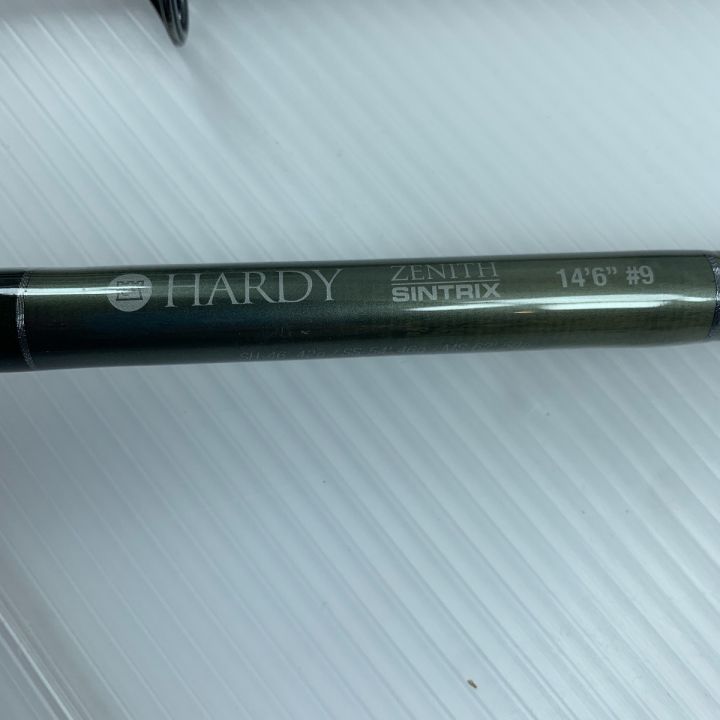 HARDY
ZENITH
SINTRIX
14'6" #9